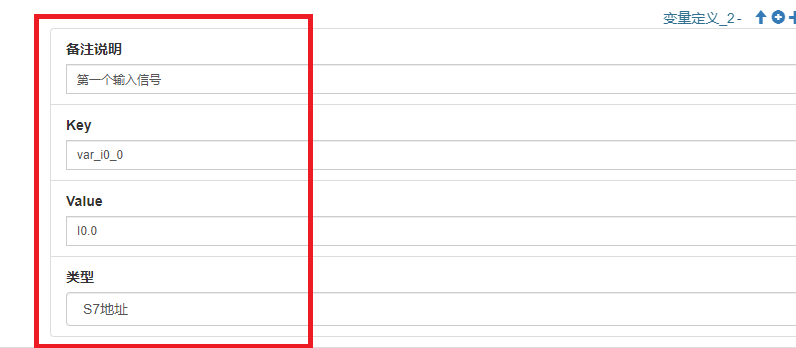 变量定义_2-
备注说明
第一个输入信号
Key
var_i0_0
Value
I0.0
类型
S7地址